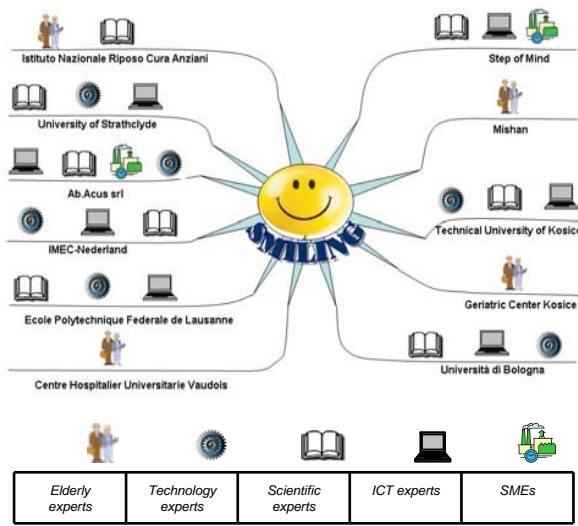 Istituto Nazionale Riposo Cura Anziani
University of Strathclyde
Ab.Acus srl
IMEC-Nederland
Ecole Polytechnique Federale de Lausanne
Centre Hospitalier Universitarie Vaudois
SMILING
Step of Mind
Mishan
Technical University of Kosice
Geriatric Center Kosice
Università di Bologna
Elderly
experts
Technology
experts
Scientific
experts
ICT experts
SMEs